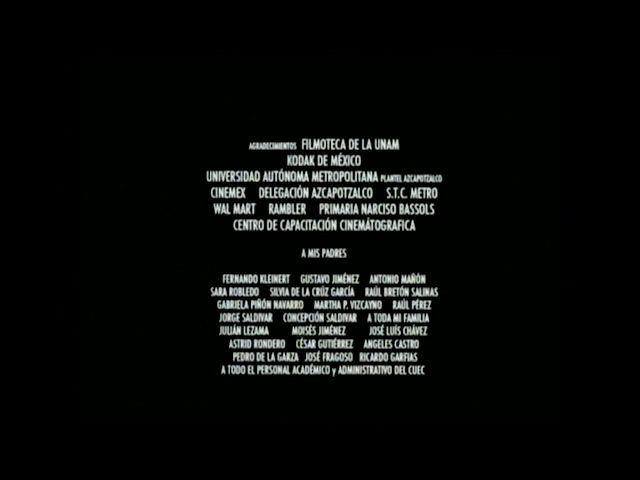 AGRADECIMIENTOS FILMOTECA DE LA UNAM
KODAK DE MÉXICO
UNIVERSIDAD AUTÓNOMA METROPOLITANA PLANTEL AZCAPOTZALCO
CINEMEX DELEGACIÓN AZCAPOTZALCO S.T.C. METRO
WAL MART RAMBLER PRIMARIA NARCISO BASSOLS
CENTRO DE CAPACITACIÓN CINEMÁTOGRAFICA
A MIS PADRES
FERNANDO KLEINERT GUSTAVO JIMÉNEZ ANTONIO MAÑÓN
SARA ROBLEDO SILVIA DE LA CRÚZ GARCÍA RAÚL BRETÓN SALINAS
GABRIELA PIÑÓN NAVARRO MARTHA P. VIZCAYNO RAÚL PÉREZ
JORGE SALDIVAR CONCEPCIÓN SALDIVAR A TODA MI FAMILIA
JULIÁN LEZAMA MOISÉS JIMÉNEZ JOSÉ LUÍS CHÁVEZ
ASTRID RONDERO CÉSAR GUTIÉRREZ ANGELES CASTRO
PEDRO DE LA GARZA JOSÉ FRAGOSO RICARDO GARFIAS
A TODO EL PERSONAL ACADÉMICO y ADMINISTRATIVO DEL CUEC